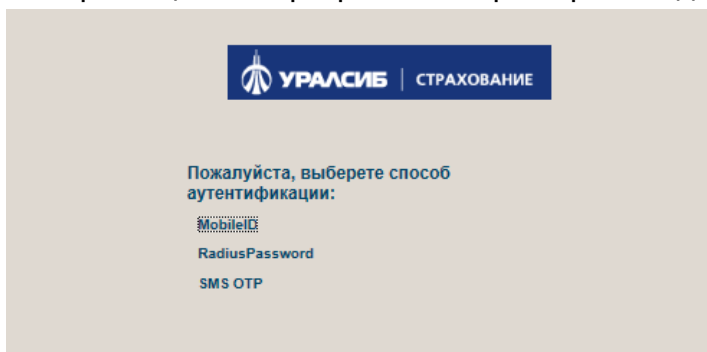 УРАЛСИБ | СТРАХОВАНИЕ
Пожалуйста, выберете способ
аутентификации:
MobileID
RadiusPassword
SMS OTP